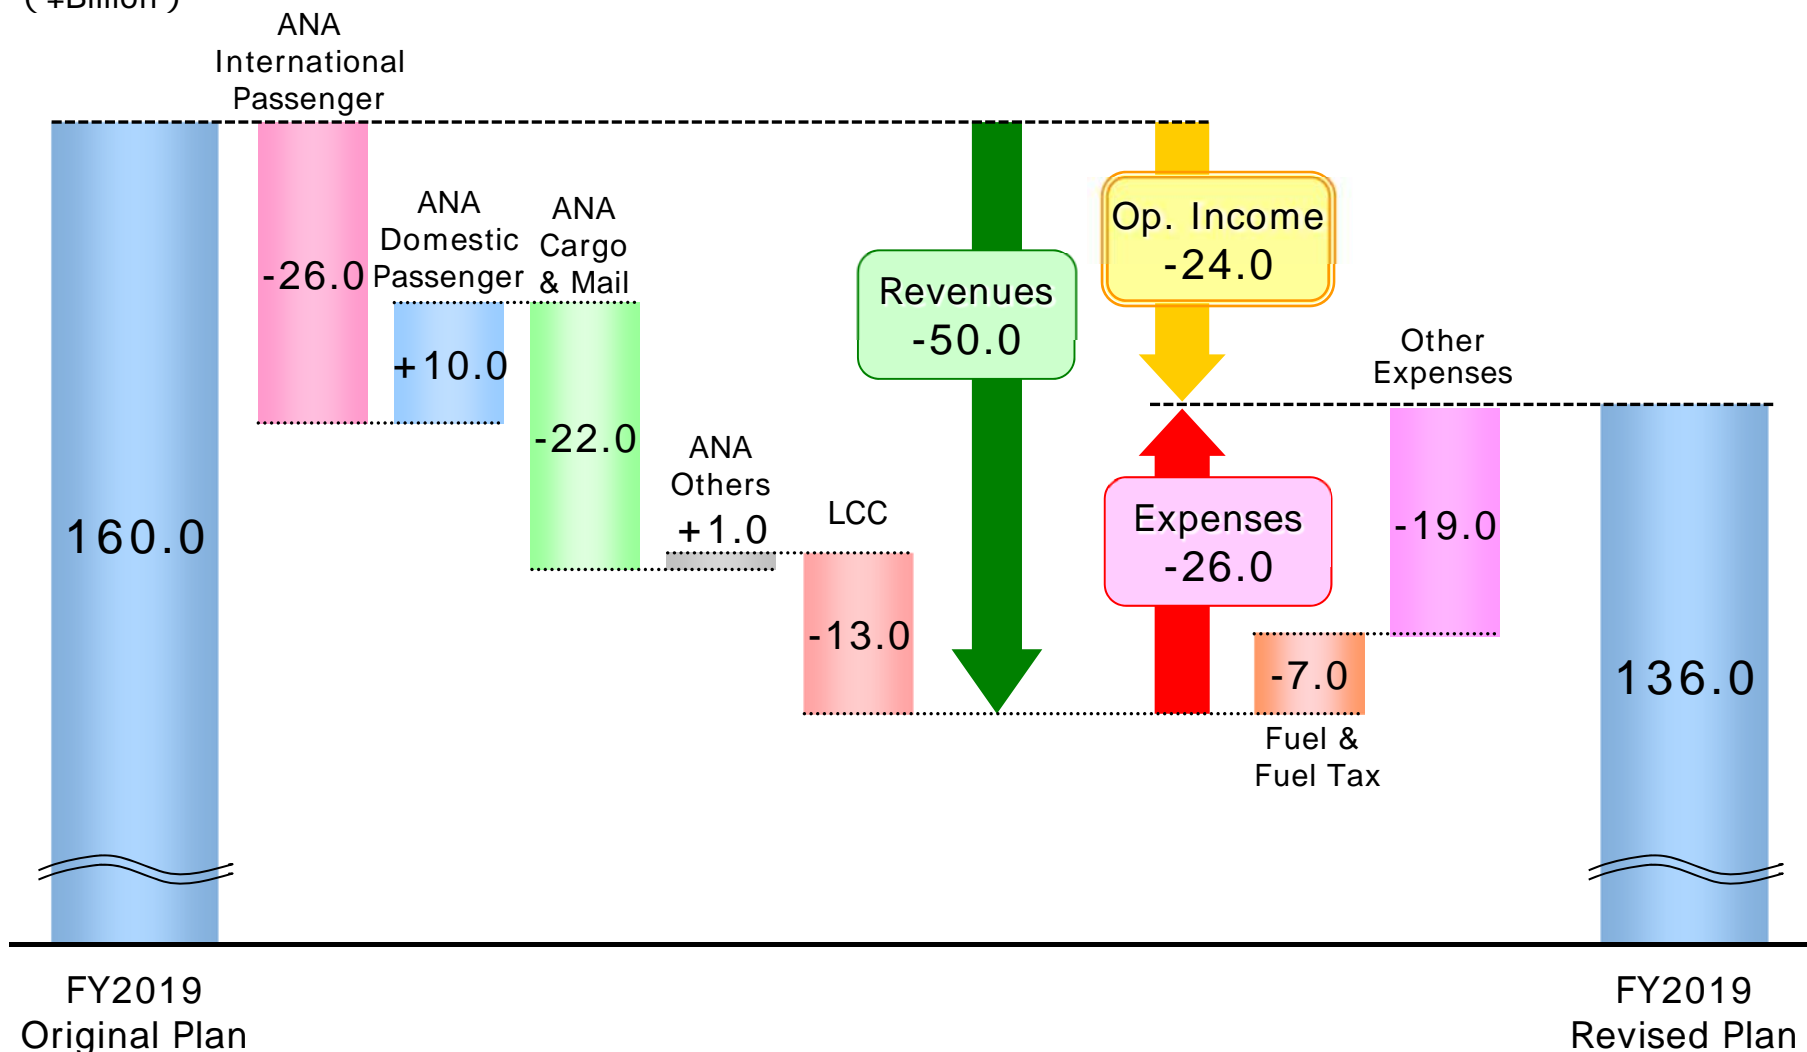 (¥Billion)
ANA
International
Passenger
-26.0
ANA
Domestic
Passenger
+10.0
ANA
Cargo
& Mail
-22.0
ANA
Others
+1.0
LCC
-13.0
Revenues
-50.0
Op. Income
-24.0
Expenses
-26.0
Fuel &
Fuel Tax
-7.0
Other
Expenses
-19.0
160.0
136.0
FY2019
Original Plan
FY2019
Revised Plan